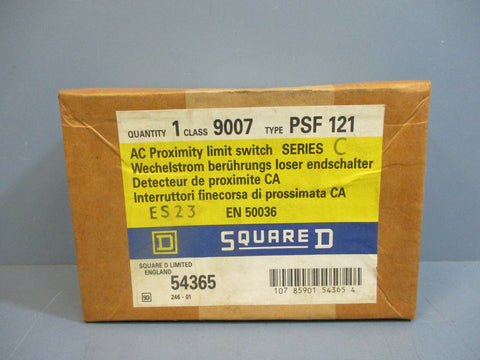 QUANTITY 1 CLASS 9007 TYPE PSF 121
AC Proximity limit switch SERIES C
Wechelstrom berührungs loser endschalter
Detecteur de proximite CA
Interruttori finecorsa di prossimata CA
ES23 EN 50036
D SQUARE D
SQUARE D LIMITED
ENGLAND
54365
246 - 01
107 85901 54365 4